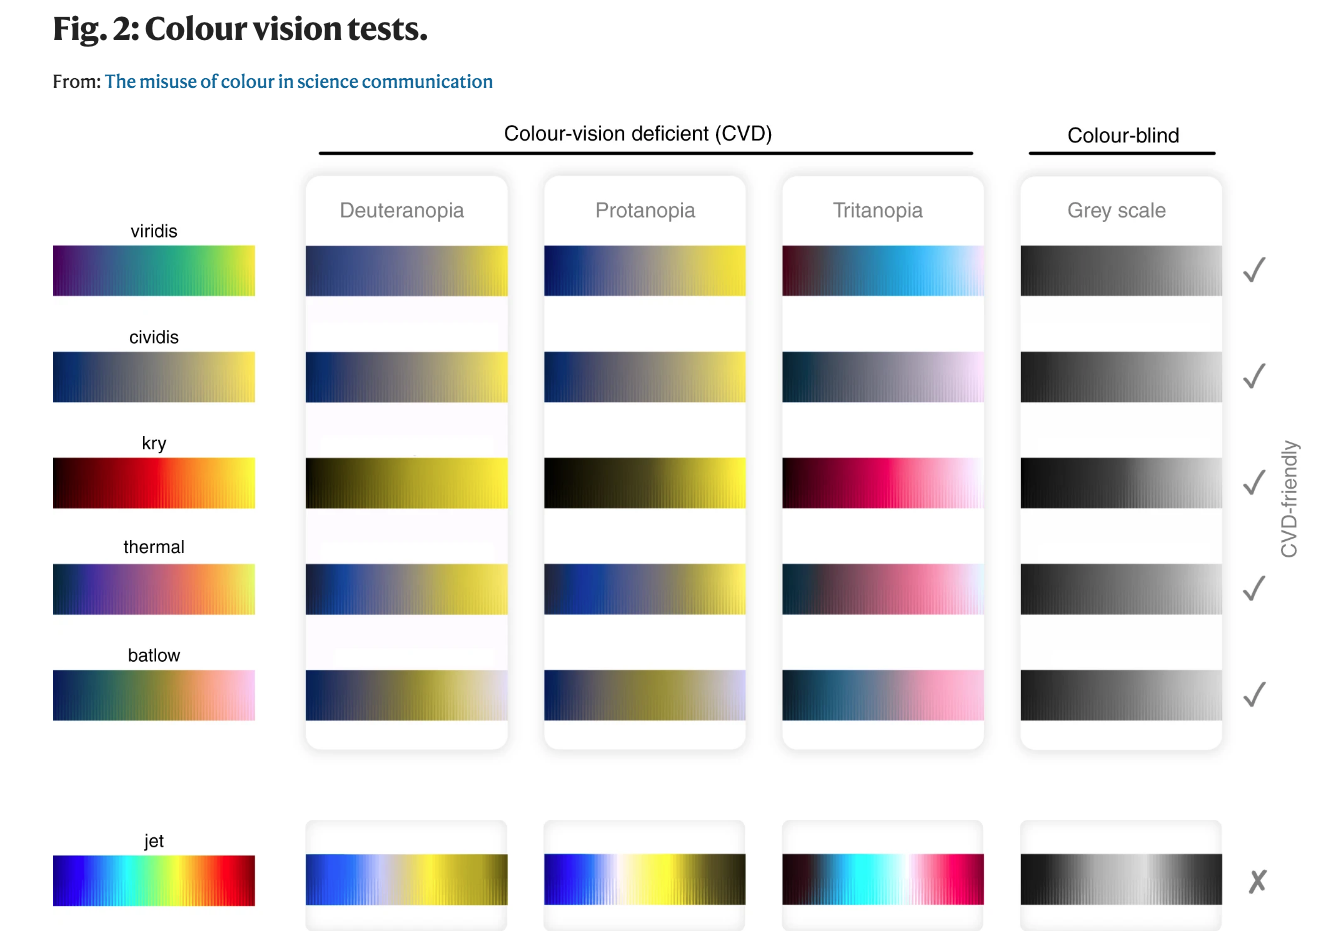 Fig. 2: Colour vision tests.
From: The misuse of colour in science communication
Colour-vision deficient (CVD)
Colour-blind
Deuteranopia
Protanopia
Tritanopia
Grey scale
viridis
cividis
kry
thermal
batlow
CVD-friendly
jet